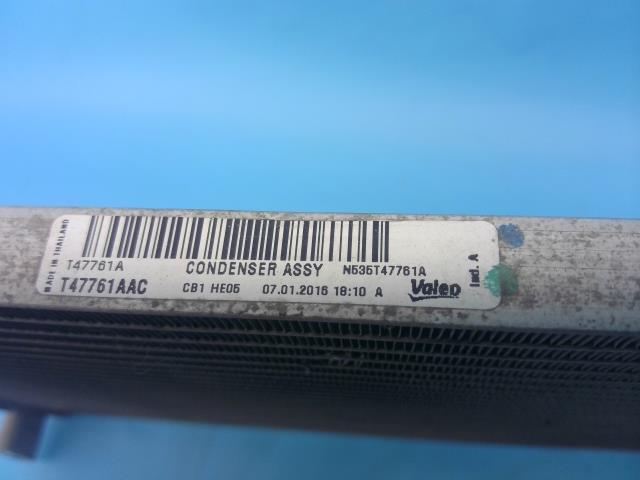 MADE IN THAILAND
T47761A CONDENSER ASSY N535T47761A
T47761AAC CB1 HE05 07.01.2016 18:10 A Valeo
Ind. A